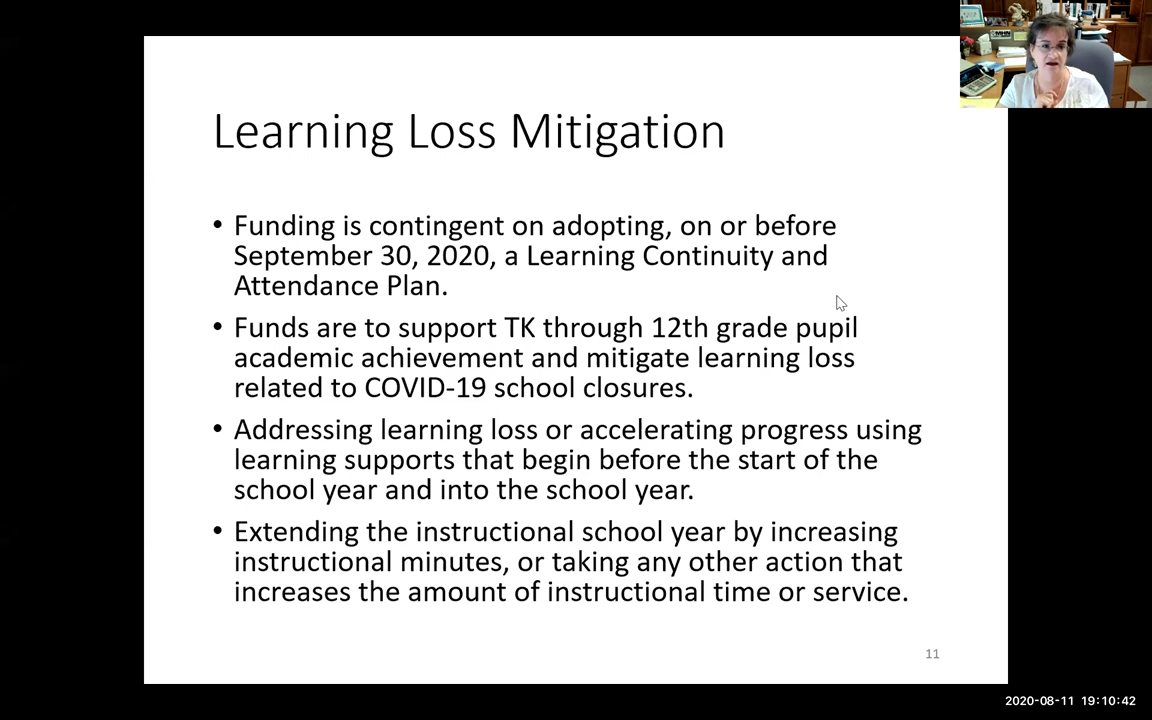 Learning Loss Mitigation
• Funding is contingent on adopting, on or before
September 30, 2020, a Learning Continuity and
Attendance Plan.
• Funds are to support TK through 12th grade pupil
academic achievement and mitigate learning loss
related to COVID-19 school closures.
• Addressing learning loss or accelerating progress using
learning supports that begin before the start of the
school year and into the school year.
• Extending the instructional school year by increasing
instructional minutes, or taking any other action that
increases the amount of instructional time or service.
11
2020-08-11 19:10:42